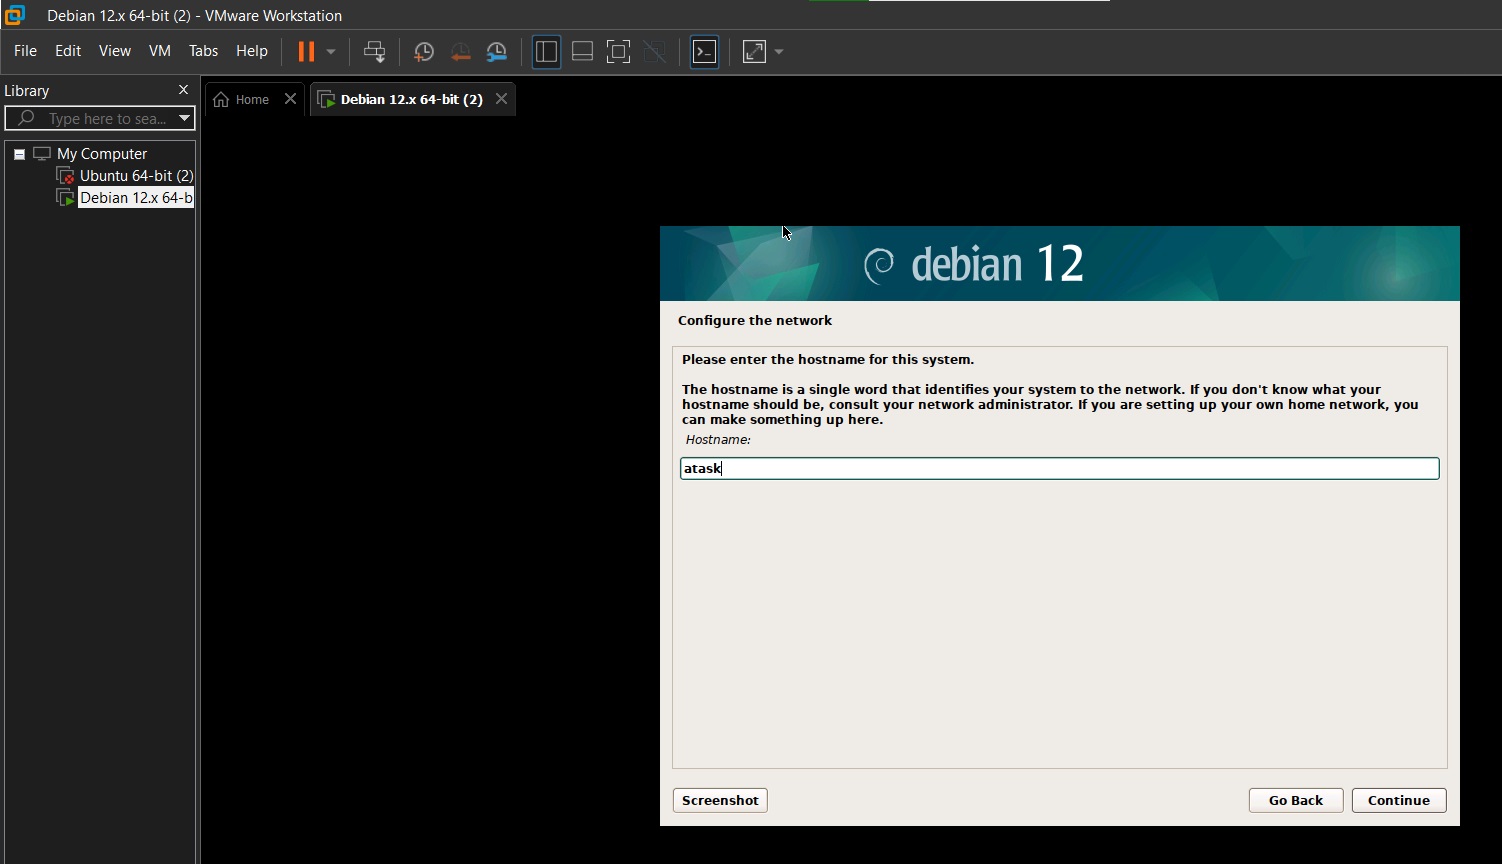 Debian 12.x 64-bit (2) - VMware Workstation
File Edit View VM Tabs Help
Library
Type here to sea...
Home
Debian 12.x 64-bit (2)
My Computer
Ubuntu 64-bit (2)
Debian 12.x 64-b
debian 12
Configure the network
Please enter the hostname for this system.
The hostname is a single word that identifies your system to the network. If you don't know what your
hostname should be, consult your network administrator. If you are setting up your own home network, you
can make something up here.
Hostname:
atask
Screenshot
Go Back
Continue